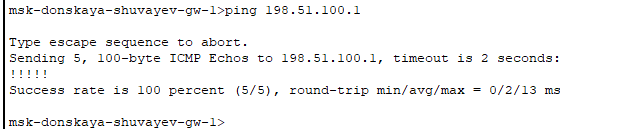 msk-donskaya-shuvayev-gw-1>ping 198.51.100.1
Type escape sequence to abort.
Sending 5, 100-byte ICMP Echos to 198.51.100.1, timeout is 2 seconds:
!!!!!
Success rate is 100 percent (5/5), round-trip min/avg/max = 0/2/13 ms
msk-donskaya-shuvayev-gw-1>